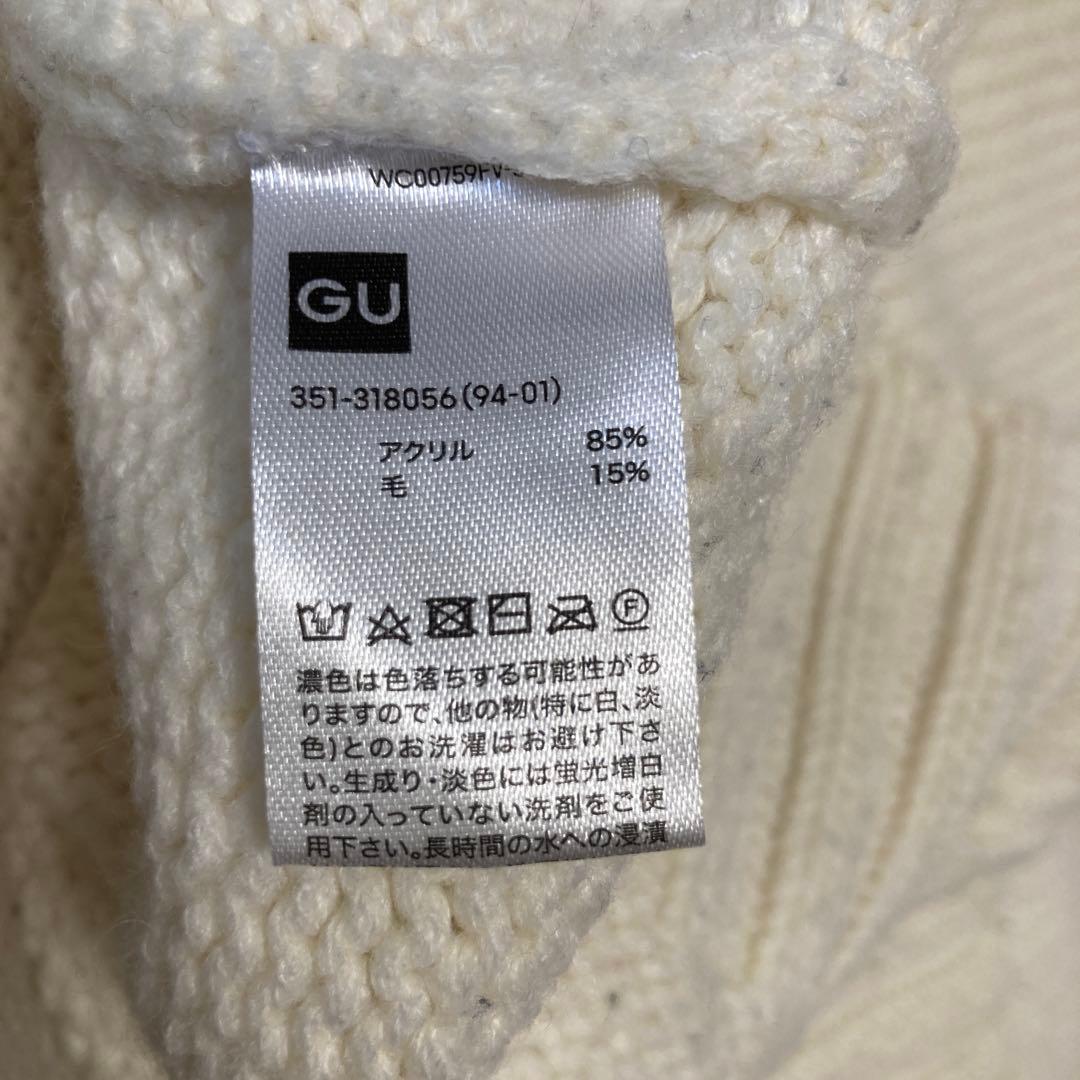 WC00759FV-
GU
351-318056(94-01)
アクリル 85%
毛 15%
F
濃色は色落ちする可能性があ
りますので、他の物(特に白、淡
色)とのお洗濯はお避け下さ
い。生成り・淡色には蛍光増白
剤の入っていない洗剤をご使
用下さい。長時間の水への浸漬